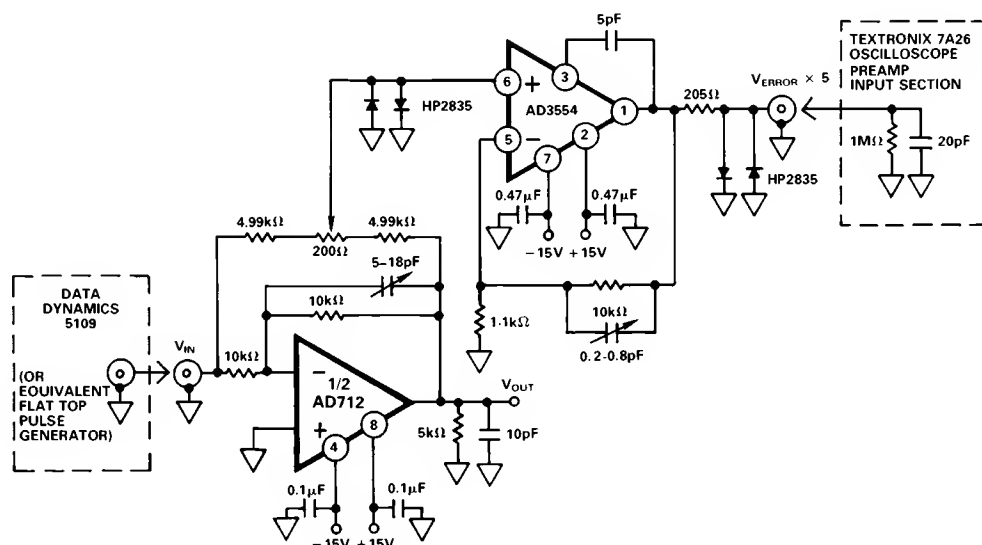 5pF
TEXTRONIX 7A26
OSCILLOSCOPE
PREAMP
INPUT SECTION
VERROR × 5
6
+
3
AD3554
1
205Ω
HP2835
5
−
2
7
1MΩ
20pF
HP2835
0.47μF
0.47μF
−15V
+15V
4.99kΩ
4.99kΩ
200Ω
5–18pF
10kΩ
10kΩ
1.1kΩ
0.2-0.8pF
DATA
DYNAMICS
5109
(OR
EQUIVALENT
FLAT TOP
PULSE
GENERATOR)
VIN
10kΩ
−
1/2
AD712
+
4
8
VOUT
5kΩ
10pF
0.1μF
0.1μF
−15V
+15V